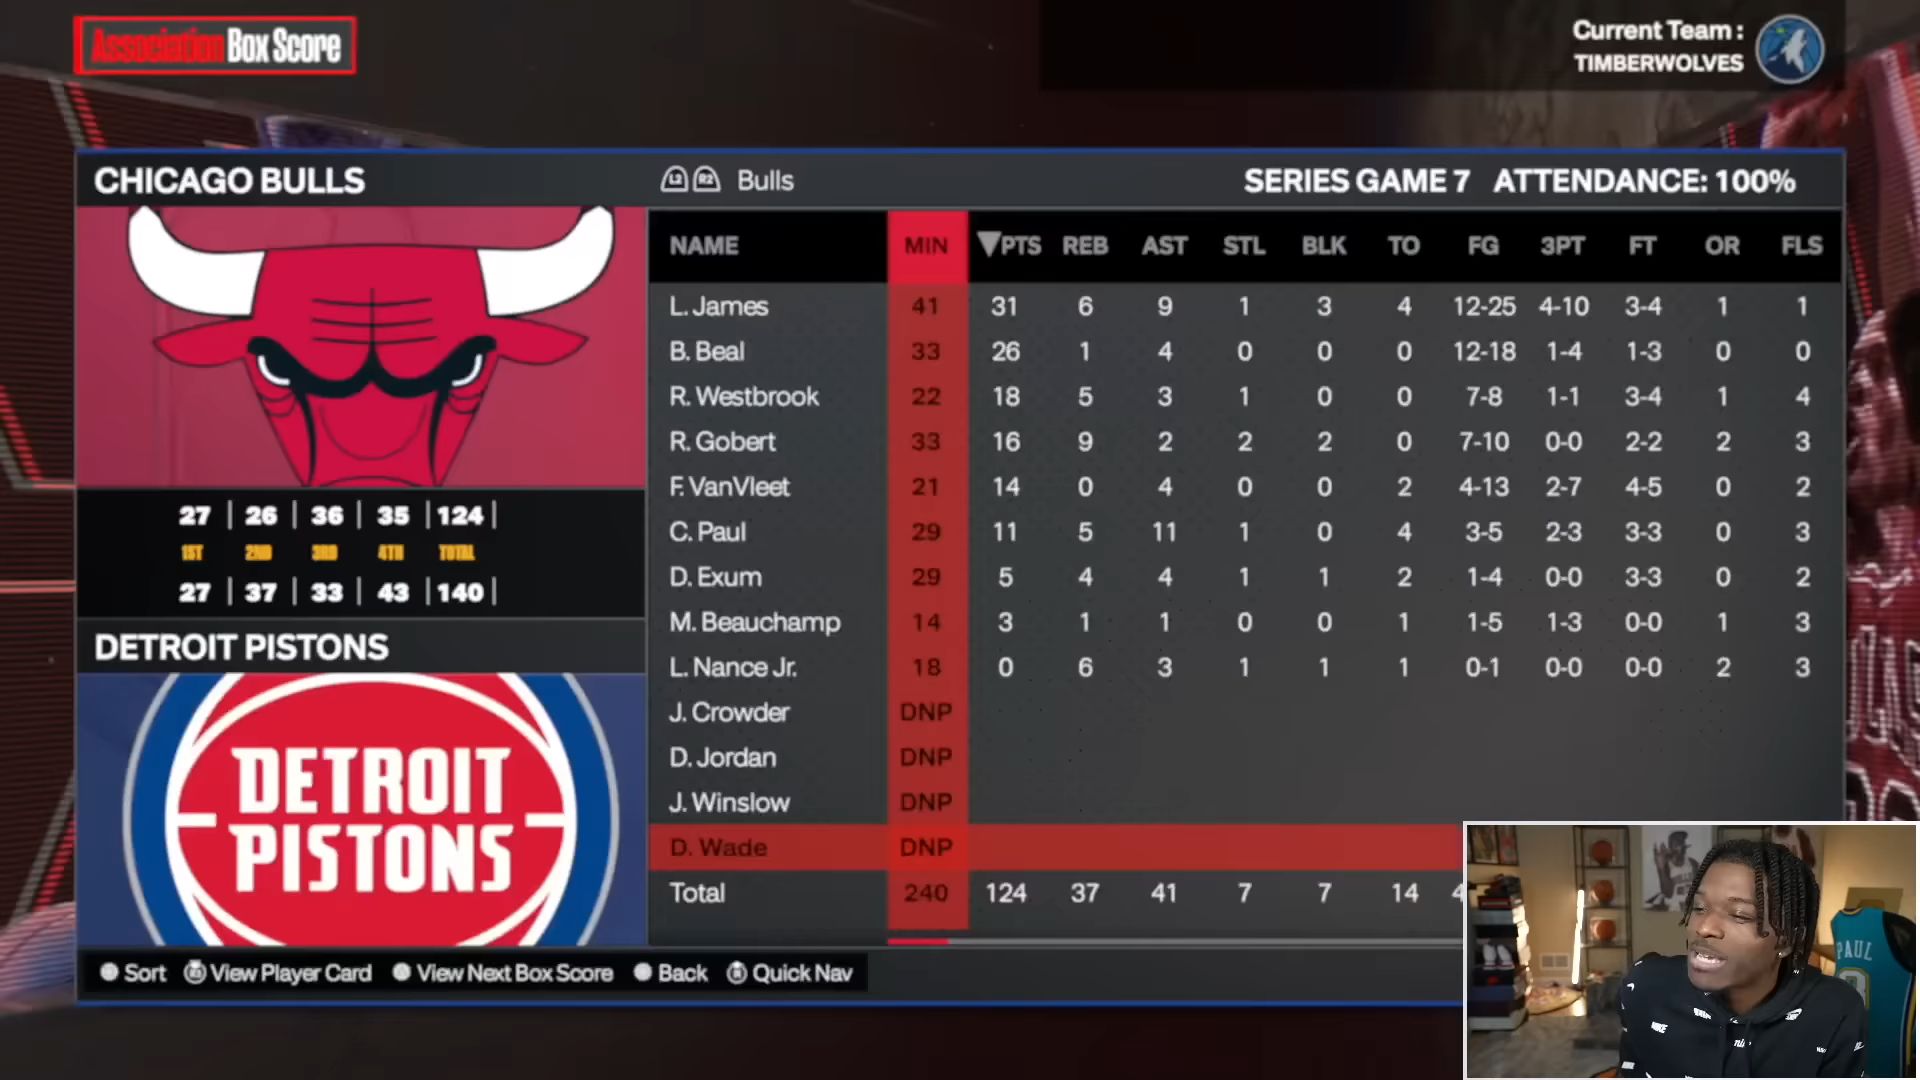 Association Box Score
Current Team :
TIMBERWOLVES
CHICAGO BULLS
L2 R2 Bulls
SERIES GAME 7 ATTENDANCE: 100%
NAME MIN ▼PTS REB AST STL BLK TO FG 3PT FT OR FLS
L. James 41 31 6 9 1 3 4 12-25 4-10 3-4 1 1
B. Beal 33 26 1 4 0 0 0 12-18 1-4 1-3 0 0
R. Westbrook 22 18 5 3 1 0 0 7-8 1-1 3-4 1 4
R. Gobert 33 16 9 2 2 2 0 7-10 0-0 2-2 2 3
F. VanVleet 21 14 0 4 0 0 2 4-13 2-7 4-5 0 2
C. Paul 29 11 5 11 1 0 4 3-5 2-3 3-3 0 3
D. Exum 29 5 4 4 1 1 2 1-4 0-0 3-3 0 2
M. Beauchamp 14 3 1 1 0 0 1 1-5 1-3 0-0 1 3
L. Nance Jr. 18 0 6 3 1 1 1 0-1 0-0 0-0 2 3
J. Crowder DNP
D. Jordan DNP
J. Winslow DNP
D. Wade DNP
Total 240 124 37 41 7 7 14 4
27 | 26 | 36 | 35 | 124 |
1ST 2ND 3RD 4TH TOTAL
27 | 37 | 33 | 43 | 140 |
DETROIT PISTONS
DETROIT
PISTONS
Sort View Player Card View Next Box Score Back Quick Nav
PAUL